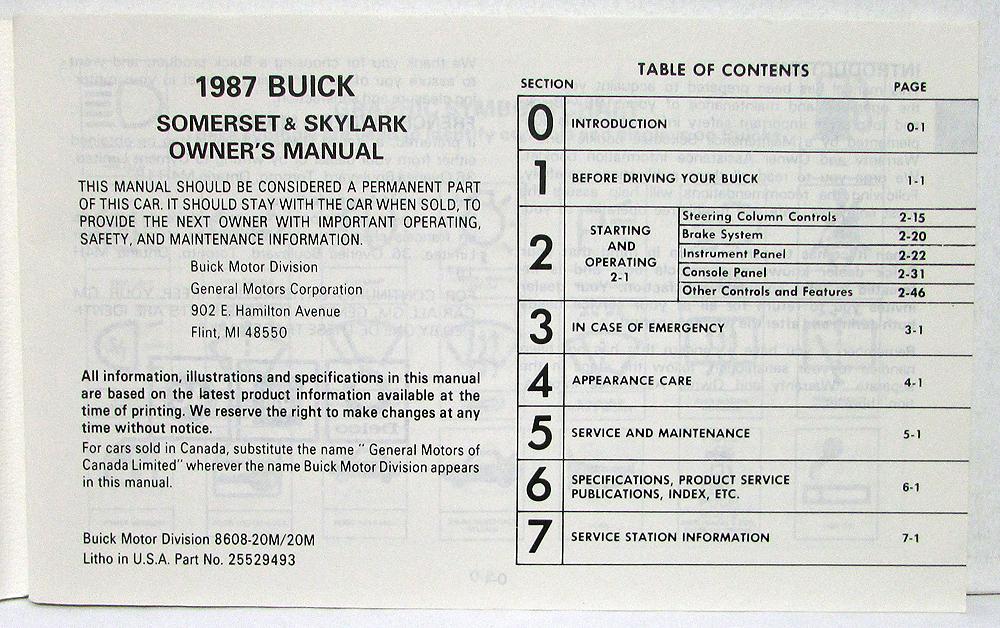 1987 BUICK
SOMERSET & SKYLARK
OWNER'S MANUAL
THIS MANUAL SHOULD BE CONSIDERED A PERMANENT PART
OF THIS CAR. IT SHOULD STAY WITH THE CAR WHEN SOLD, TO
PROVIDE THE NEXT OWNER WITH IMPORTANT OPERATING,
SAFETY, AND MAINTENANCE INFORMATION.
Buick Motor Division
General Motors Corporation
902 E. Hamilton Avenue
Flint, MI 48550
All information, illustrations and specifications in this manual
are based on the latest product information available at the
time of printing. We reserve the right to make changes at any
time without notice.
For cars sold in Canada, substitute the name " General Motors of
Canada Limited" wherever the name Buick Motor Division appears
in this manual.
Buick Motor Division 8608-20M/20M
Litho in U.S.A. Part No. 25529493
TABLE OF CONTENTS
SECTION PAGE
0 INTRODUCTION 0-1
1 BEFORE DRIVING YOUR BUICK 1-1
2 STARTING AND OPERATING 2-1
Steering Column Controls 2-15
Brake System 2-20
Instrument Panel 2-22
Console Panel 2-31
Other Controls and Features 2-46
3 IN CASE OF EMERGENCY 3-1
4 APPEARANCE CARE 4-1
5 SERVICE AND MAINTENANCE 5-1
6 SPECIFICATIONS, PRODUCT SERVICE
PUBLICATIONS, INDEX, ETC. 6-1
7 SERVICE STATION INFORMATION 7-1